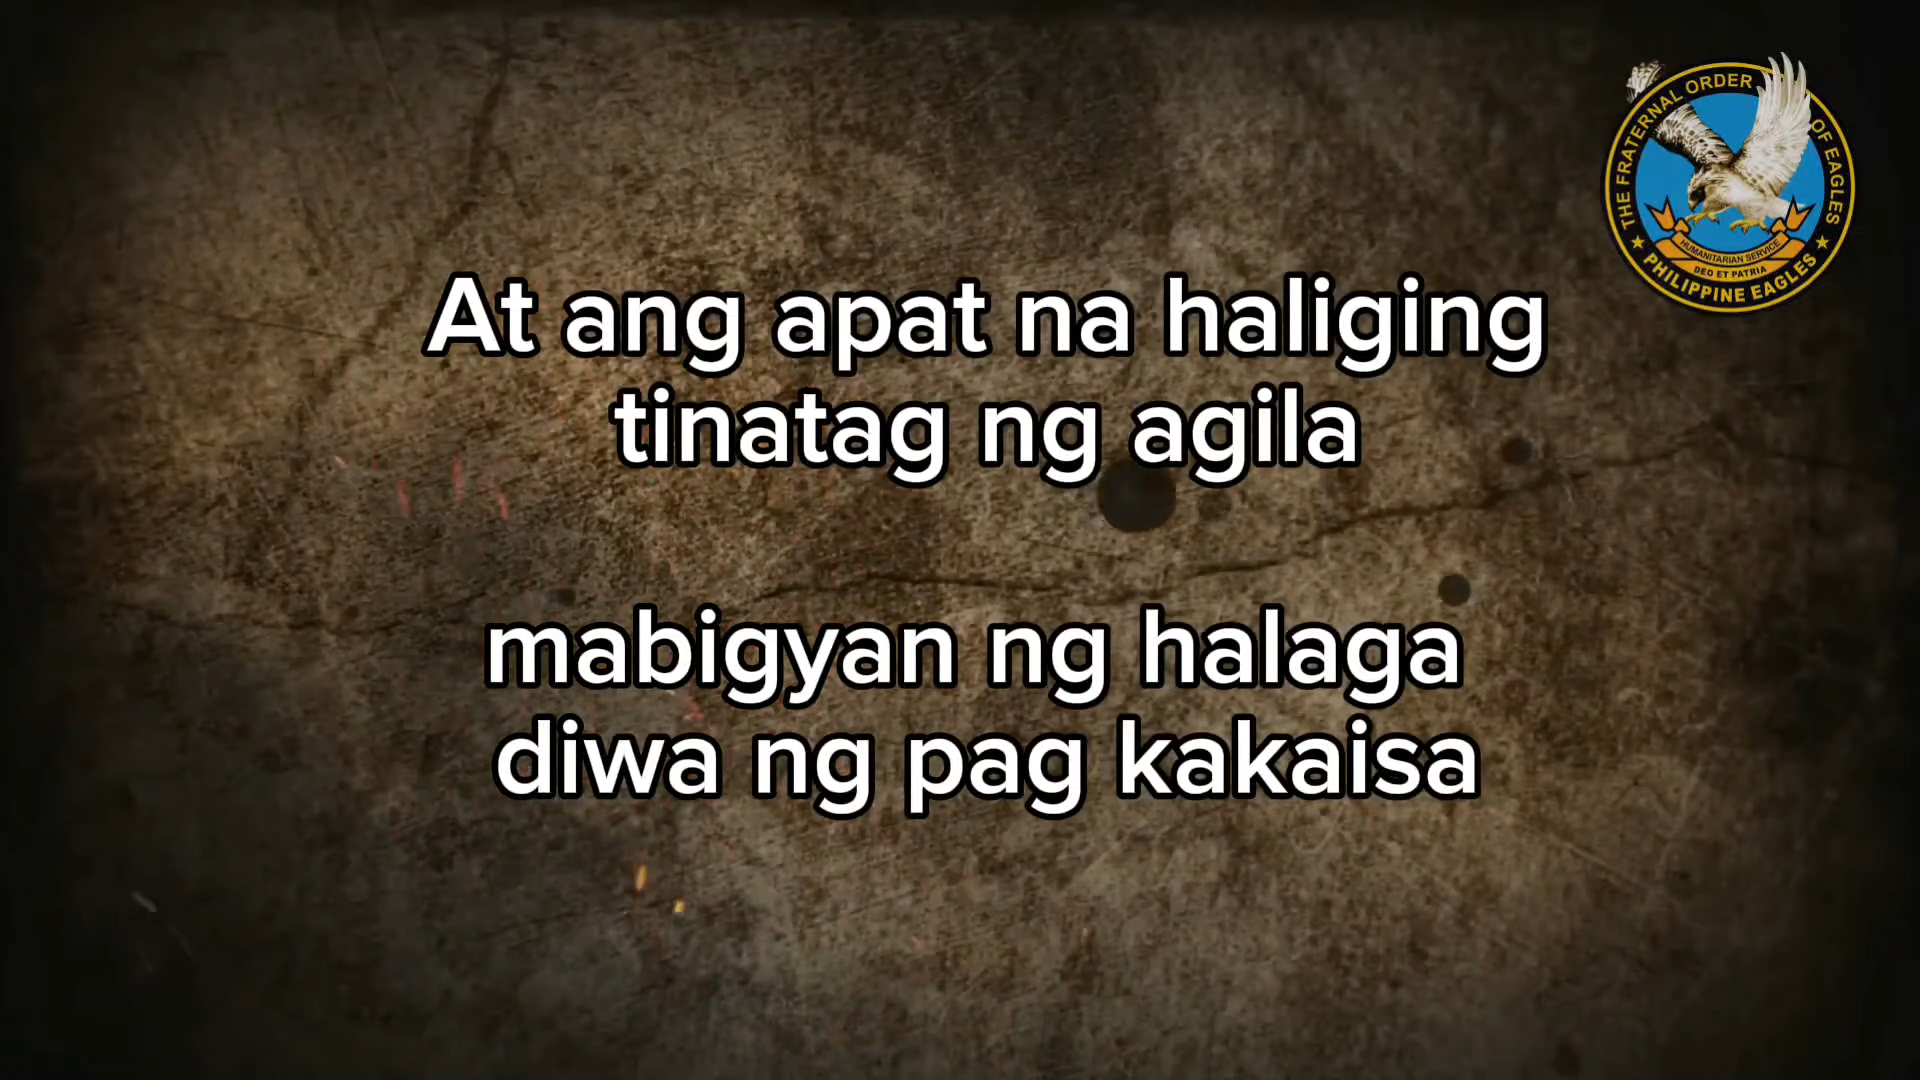 THE FRATERNAL ORDER OF EAGLES
HUMANITARIAN SERVICE
DEO ET PATRIA
★ PHILIPPINE EAGLES ★
At ang apat na haliging
tinatag ng agila
mabigyan ng halaga
diwa ng pag kakaisa